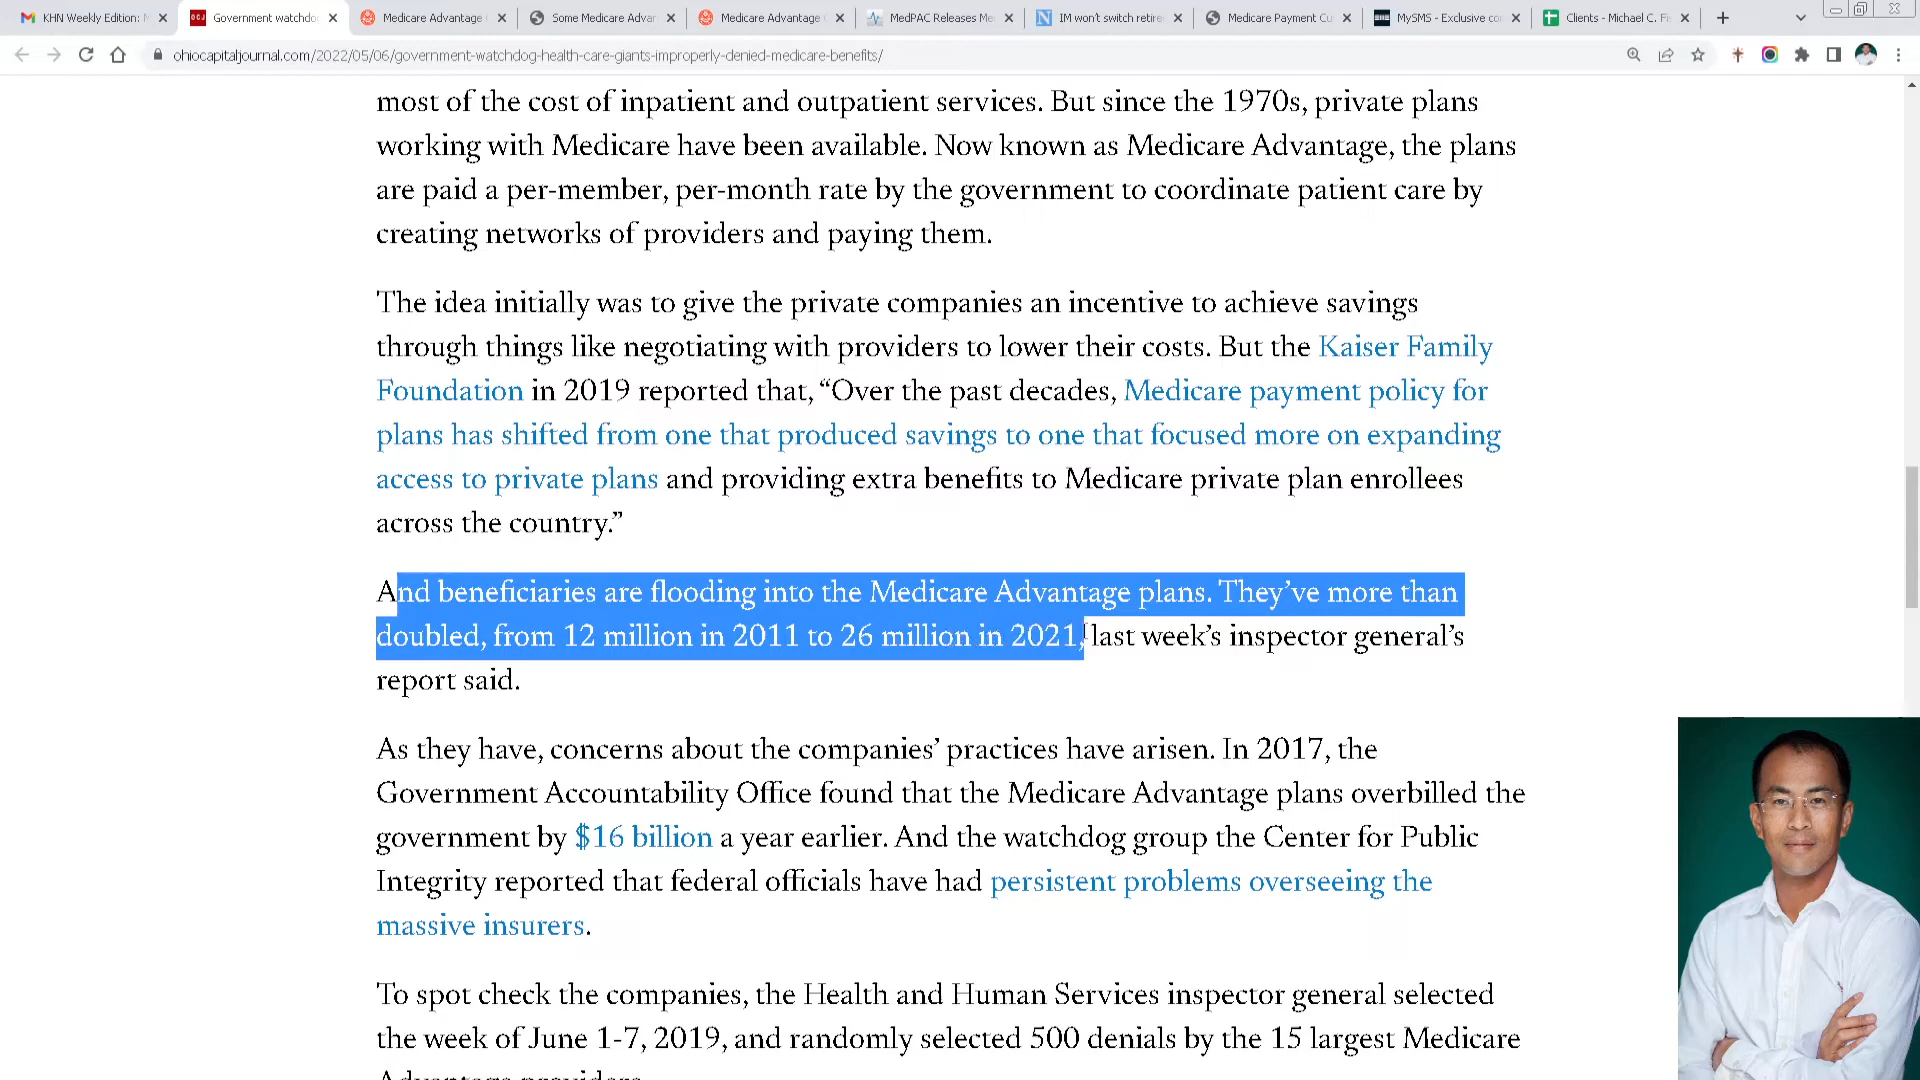 KHN Weekly Edition:
Government watchdo
Medicare Advantage
Some Medicare Advan
Medicare Advantage
MedPAC Releases Me
IM won't switch retire
Medicare Payment Cu
MySMS - Exclusive co
Clients - Michael C. Fi
ohiocapitaljournal.com/2022/05/06/government-watchdog-health-care-giants-improperly-denied-medicare-benefits/
most of the cost of inpatient and outpatient services. But since the 1970s, private plans
working with Medicare have been available. Now known as Medicare Advantage, the plans
are paid a per-member, per-month rate by the government to coordinate patient care by
creating networks of providers and paying them.
The idea initially was to give the private companies an incentive to achieve savings
through things like negotiating with providers to lower their costs. But the Kaiser Family
Foundation in 2019 reported that, “Over the past decades, Medicare payment policy for
plans has shifted from one that produced savings to one that focused more on expanding
access to private plans and providing extra benefits to Medicare private plan enrollees
across the country.”
And beneficiaries are flooding into the Medicare Advantage plans. They’ve more than
doubled, from 12 million in 2011 to 26 million in 2021, last week’s inspector general’s
report said.
As they have, concerns about the companies’ practices have arisen. In 2017, the
Government Accountability Office found that the Medicare Advantage plans overbilled the
government by $16 billion a year earlier. And the watchdog group the Center for Public
Integrity reported that federal officials have had persistent problems overseeing the
massive insurers.
To spot check the companies, the Health and Human Services inspector general selected
the week of June 1-7, 2019, and randomly selected 500 denials by the 15 largest Medicare
Advantage providers